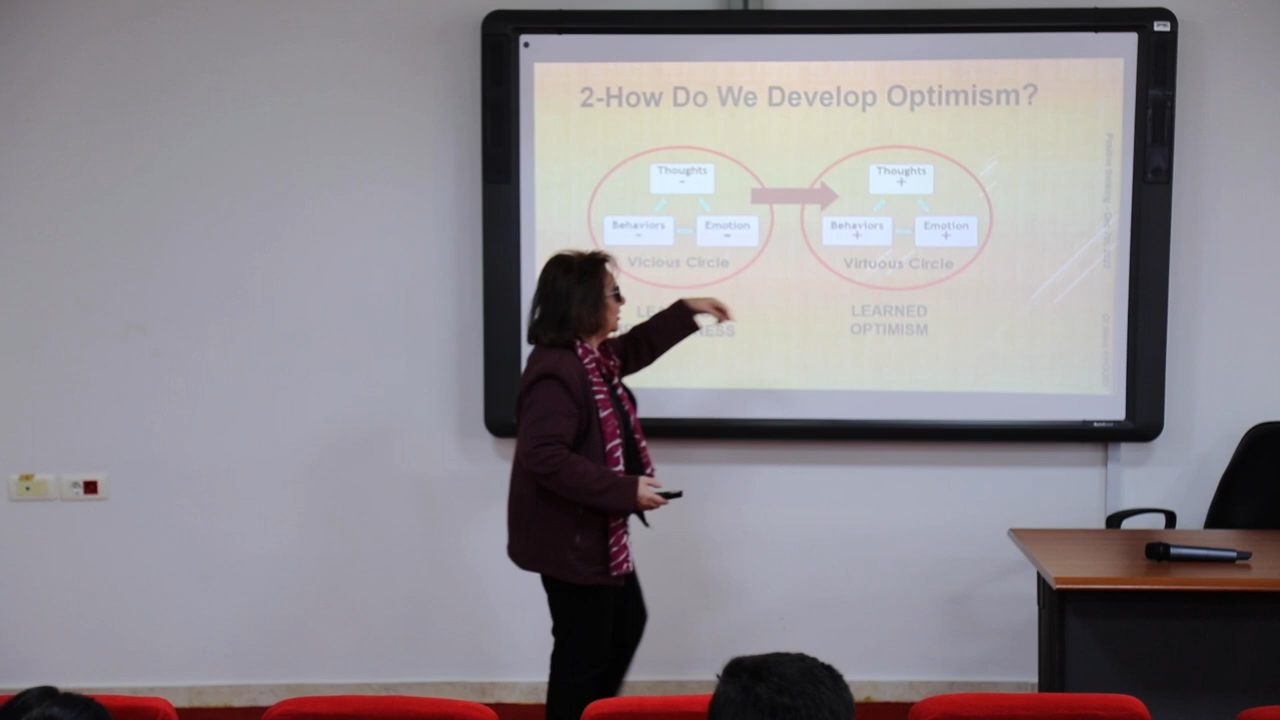 2-How Do We Develop Optimism?
Thoughts
-
Behaviors
-
Emotion
-
Vicious Circle
Thoughts
+
Behaviors
+
Emotion
+
Virtuous Circle
LEARNED
OPTIMISM